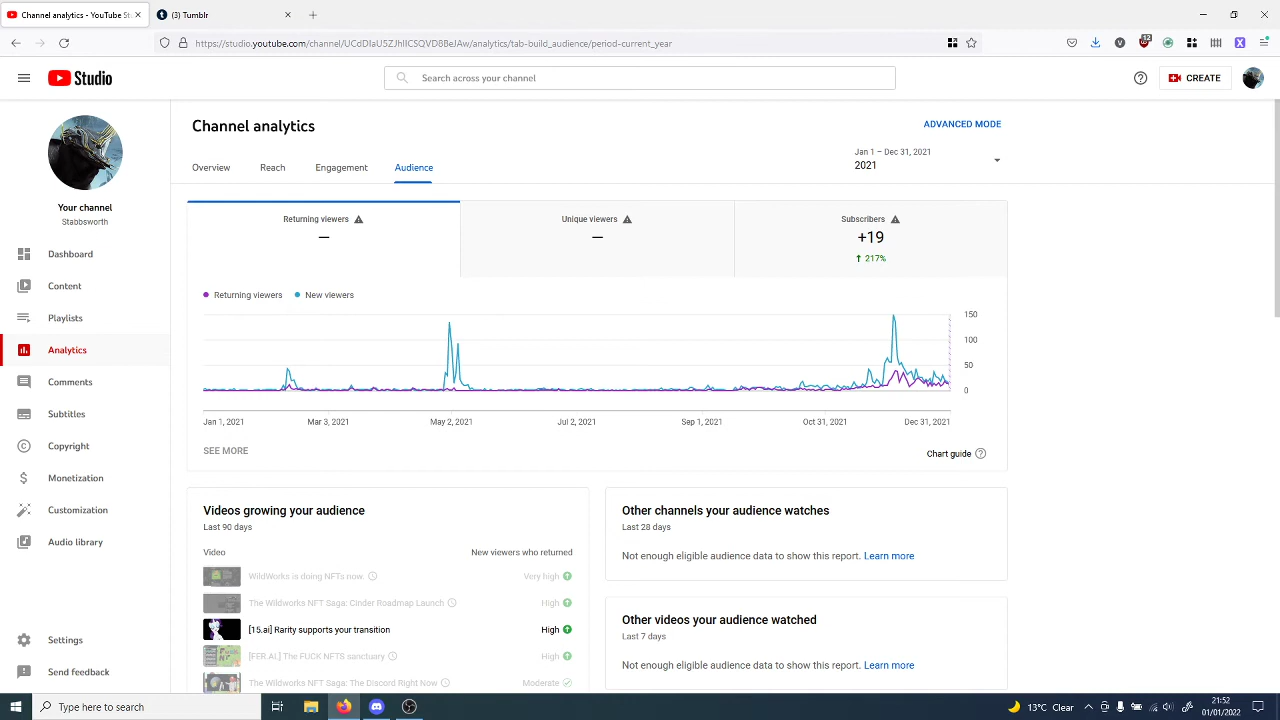 Channel analytics - YouTube St
(3) Tumblr
youtube.com
/analytics/tab-build_audience/period-current_year
12
Studio
Search across your channel
CREATE
Your channel
Stabbsworth
Dashboard
Content
Playlists
Analytics
Comments
Subtitles
Copyright
Monetization
Customization
Audio library
Settings
Send feedback
Channel analytics
ADVANCED MODE
Overview
Reach
Engagement
Audience
Jan 1 – Dec 31, 2021
2021
Returning viewers
—
Unique viewers
—
Subscribers
+19
217%
Returning viewers
New viewers
150
100
50
0
Jan 1, 2021
Mar 3, 2021
May 2, 2021
Jul 2, 2021
Sep 1, 2021
Oct 31, 2021
Dec 31, 2021
SEE MORE
Chart guide
Videos growing your audience
Last 90 days
Video
New viewers who returned
WildWorks is doing NFTs now.
Very high
The Wildworks NFT Saga: Cinder Roadmap Launch
High
[15.ai] Rarity supports your transition
High
[FER.AL] The FUCK NFTS sanctuary
High
The Wildworks NFT Saga: The Discord Right Now
Moderate
Other channels your audience watches
Last 28 days
Not enough eligible audience data to show this report. Learn more
Other videos your audience watched
Last 7 days
Not enough eligible audience data to show this report. Learn more
Type here to search
13°C Clear
21:52
01/01/2022